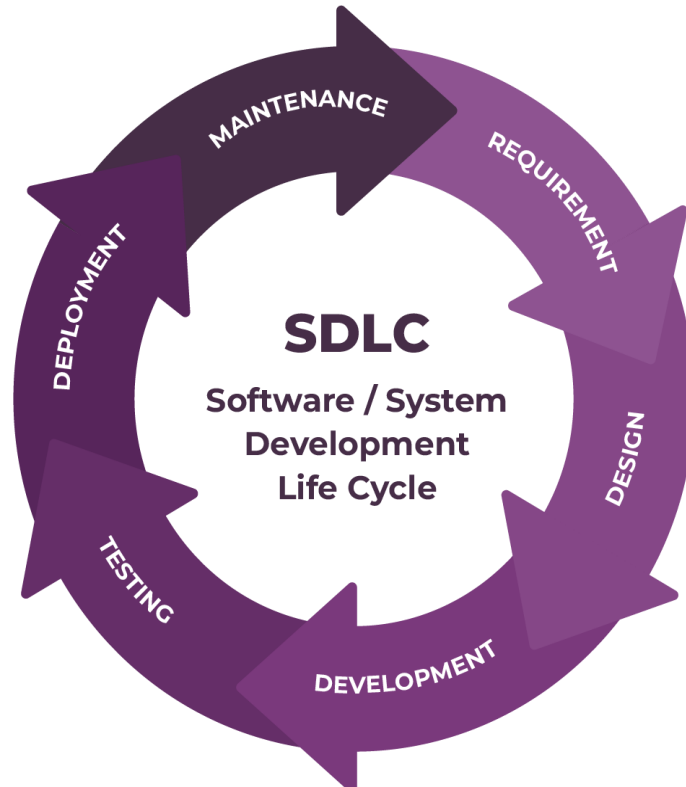 SDLC
Software / System
Development
Life Cycle
REQUIREMENT
DESIGN
DEVELOPMENT
TESTING
DEPLOYMENT
MAINTENANCE